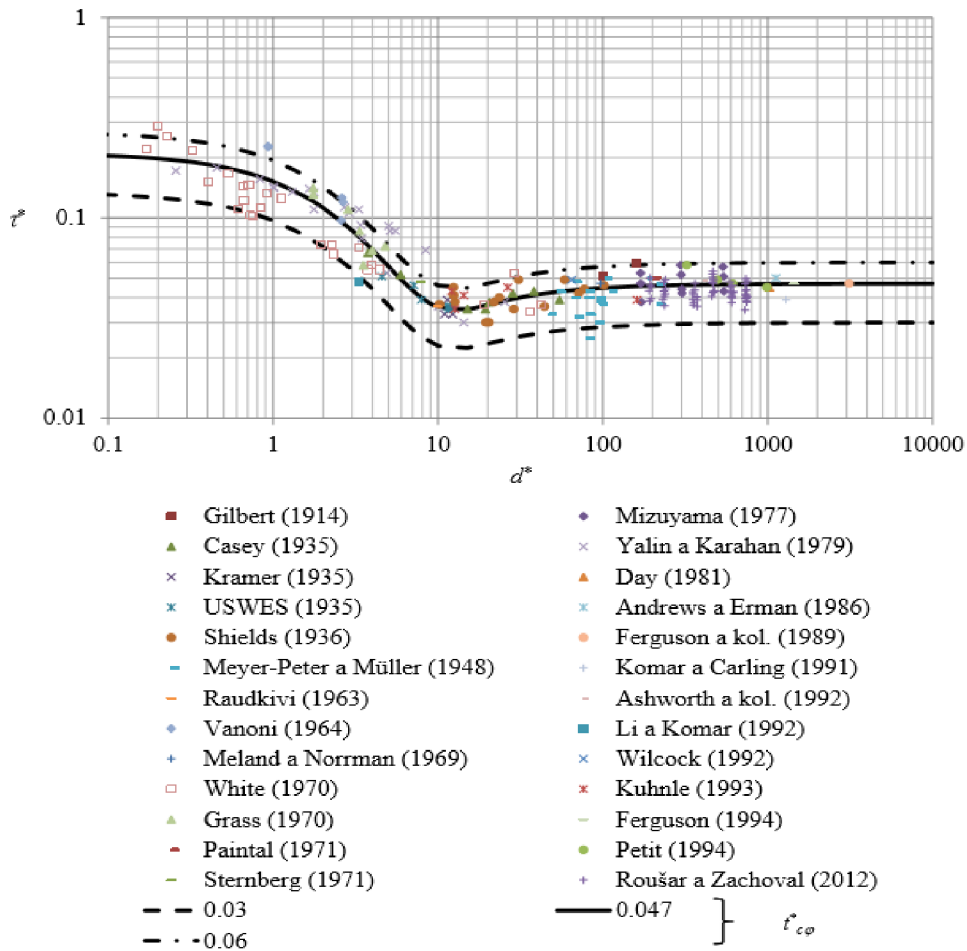 1
τ*
0.1
0.01
0.1 1 10 100 1000 10000
d*
Gilbert (1914)
Casey (1935)
Kramer (1935)
USWES (1935)
Shields (1936)
Meyer-Peter a Müller (1948)
Raudkivi (1963)
Vanoni (1964)
Meland a Norrman (1969)
White (1970)
Grass (1970)
Paintal (1971)
Sternberg (1971)
0.03
0.06
Mizuyama (1977)
Yalin a Karahan (1979)
Day (1981)
Andrews a Erman (1986)
Ferguson a kol. (1989)
Komar a Carling (1991)
Ashworth a kol. (1992)
Li a Komar (1992)
Wilcock (1992)
Kuhnle (1993)
Ferguson (1994)
Petit (1994)
Roušar a Zachoval (2012)
0.047
t*cφ